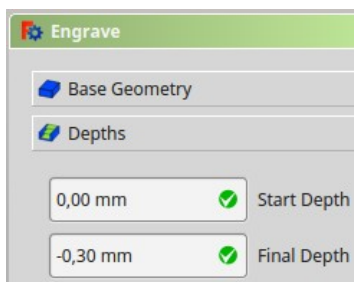 Engrave
Base Geometry
Depths
0,00 mm Start Depth
-0,30 mm Final Depth